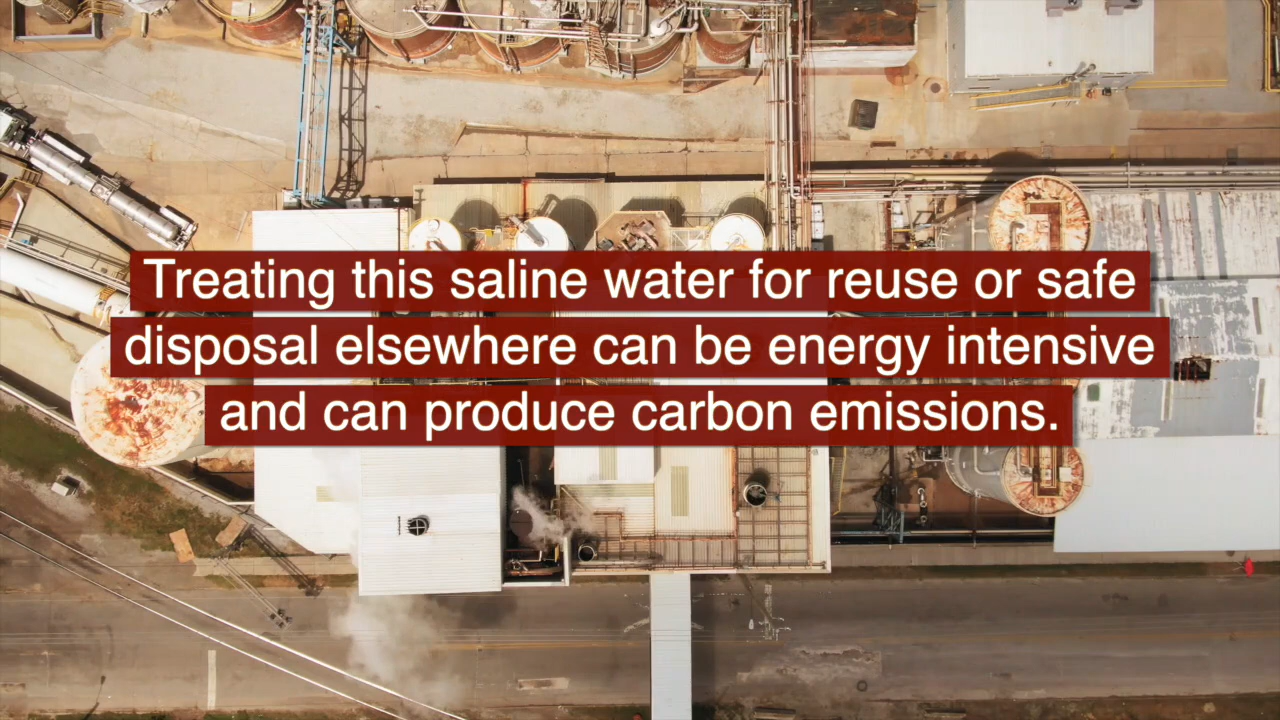 Treating this saline water for reuse or safe
disposal elsewhere can be energy intensive
and can produce carbon emissions.